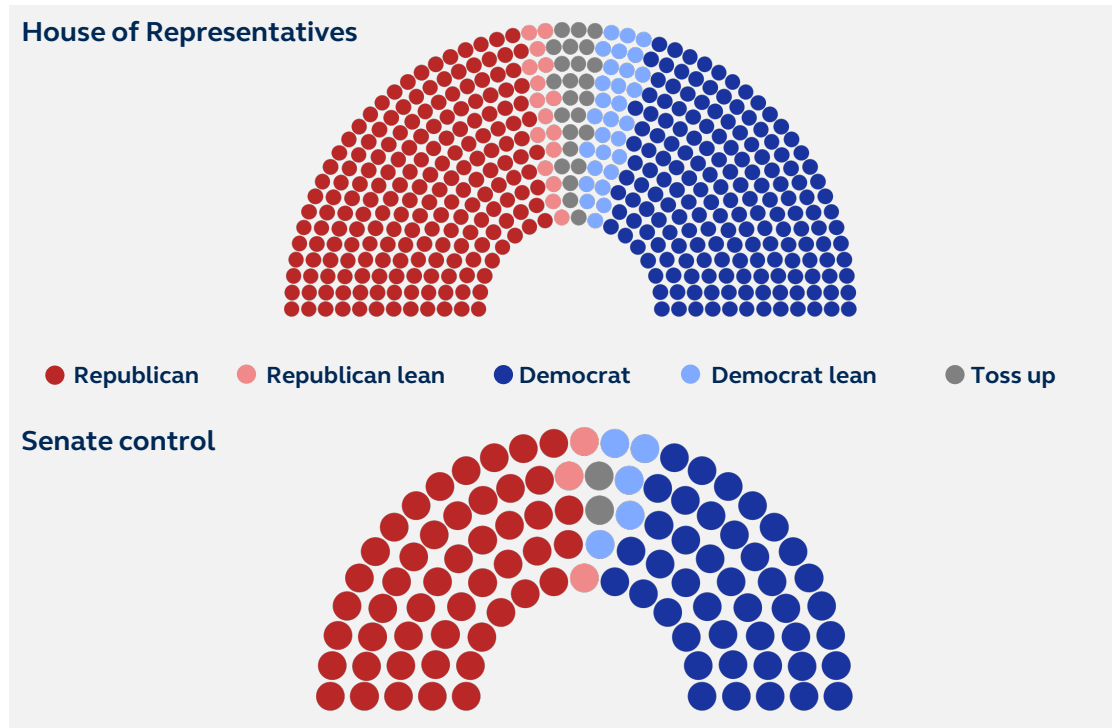 House of Representatives
Republican Republican lean Democrat Democrat lean Toss up
Senate control